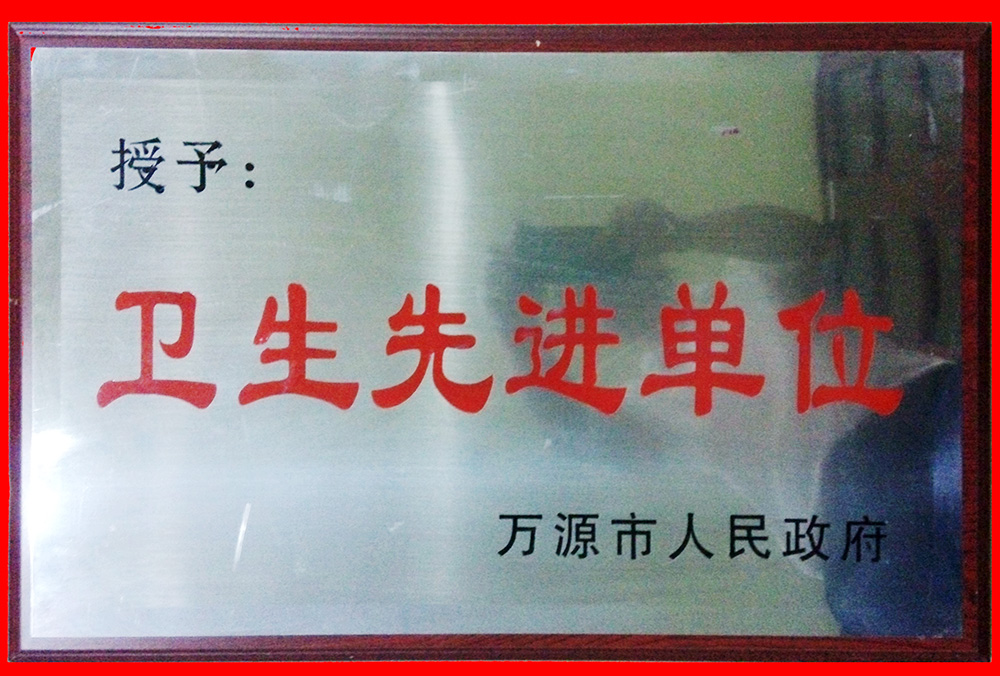 授予：
卫生先进单位
万源市人民政府